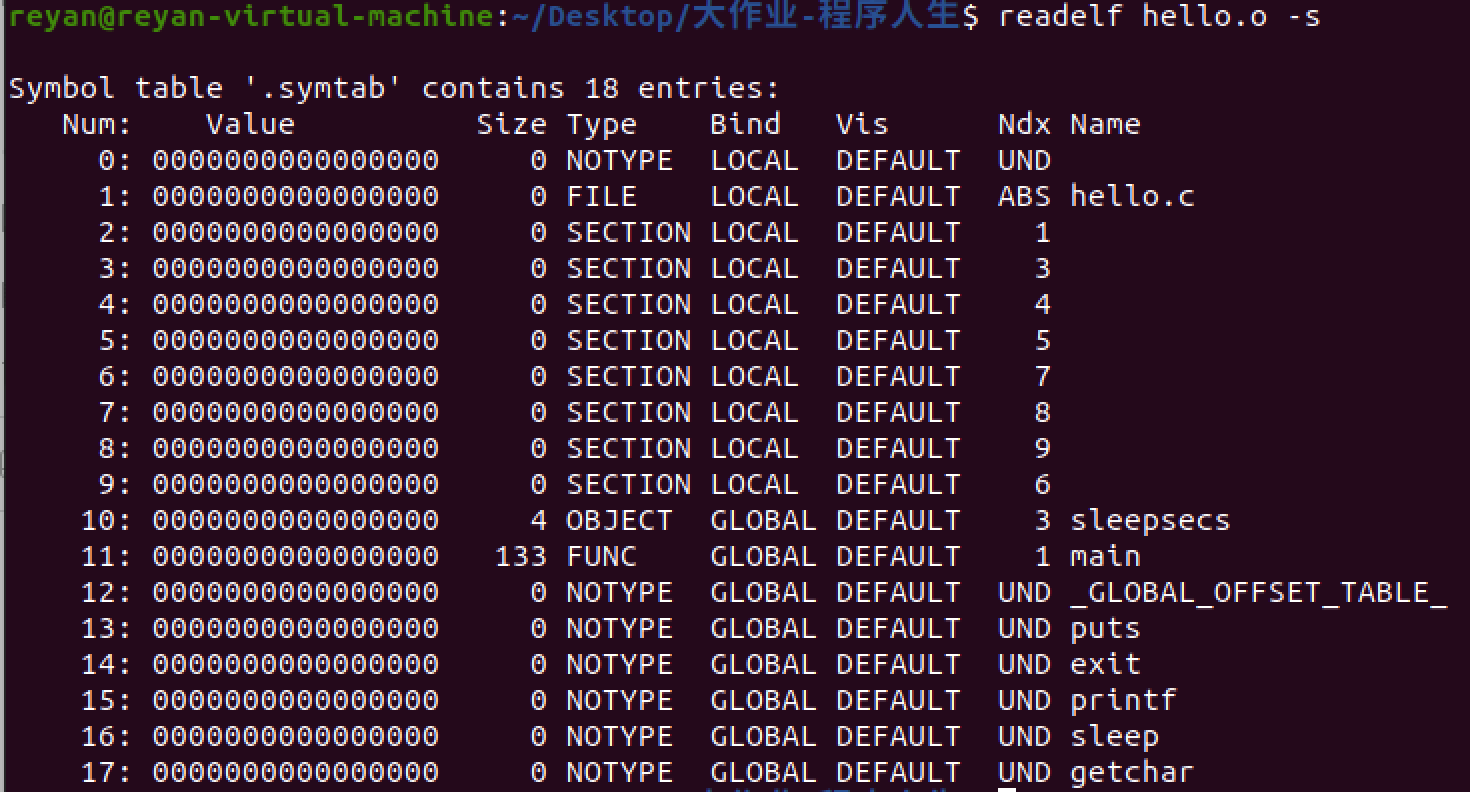 reyan@reyan-virtual-machine:~/Desktop/大作业-程序人生$ readelf hello.o -s
Symbol table '.symtab' contains 18 entries:
   Num:    Value          Size Type    Bind   Vis      Ndx Name
     0: 0000000000000000     0 NOTYPE  LOCAL  DEFAULT  UND
     1: 0000000000000000     0 FILE    LOCAL  DEFAULT  ABS hello.c
     2: 0000000000000000     0 SECTION LOCAL  DEFAULT    1
     3: 0000000000000000     0 SECTION LOCAL  DEFAULT    3
     4: 0000000000000000     0 SECTION LOCAL  DEFAULT    4
     5: 0000000000000000     0 SECTION LOCAL  DEFAULT    5
     6: 0000000000000000     0 SECTION LOCAL  DEFAULT    7
     7: 0000000000000000     0 SECTION LOCAL  DEFAULT    8
     8: 0000000000000000     0 SECTION LOCAL  DEFAULT    9
     9: 0000000000000000     0 SECTION LOCAL  DEFAULT    6
    10: 0000000000000000     4 OBJECT  GLOBAL DEFAULT    3 sleepsecs
    11: 0000000000000000   133 FUNC    GLOBAL DEFAULT    1 main
    12: 0000000000000000     0 NOTYPE  GLOBAL DEFAULT  UND _GLOBAL_OFFSET_TABLE_
    13: 0000000000000000     0 NOTYPE  GLOBAL DEFAULT  UND puts
    14: 0000000000000000     0 NOTYPE  GLOBAL DEFAULT  UND exit
    15: 0000000000000000     0 NOTYPE  GLOBAL DEFAULT  UND printf
    16: 0000000000000000     0 NOTYPE  GLOBAL DEFAULT  UND sleep
    17: 0000000000000000     0 NOTYPE  GLOBAL DEFAULT  UND getchar